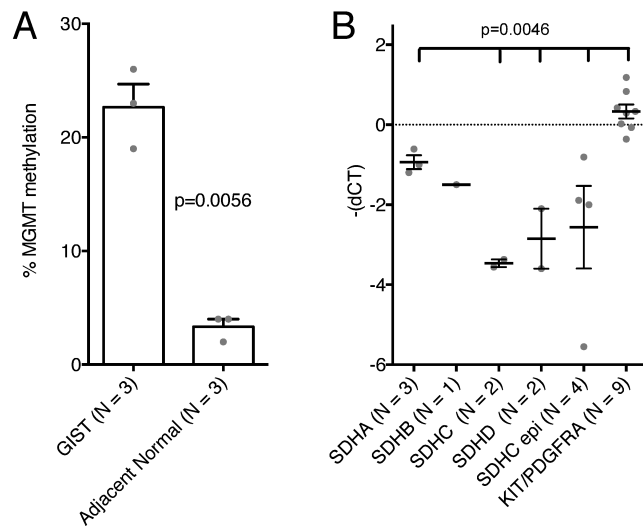 A
30
20
10
0
% MGMT methylation
p=0.0056
GIST (N = 3)
Adjacent Normal (N = 3)
B
p=0.0046
2
0
-2
-4
-6
-(dCT)
SDHA (N = 3)
SDHB (N = 1)
SDHC (N = 2)
SDHD (N = 2)
SDHC epi (N = 4)
KIT/PDGFRA (N = 9)